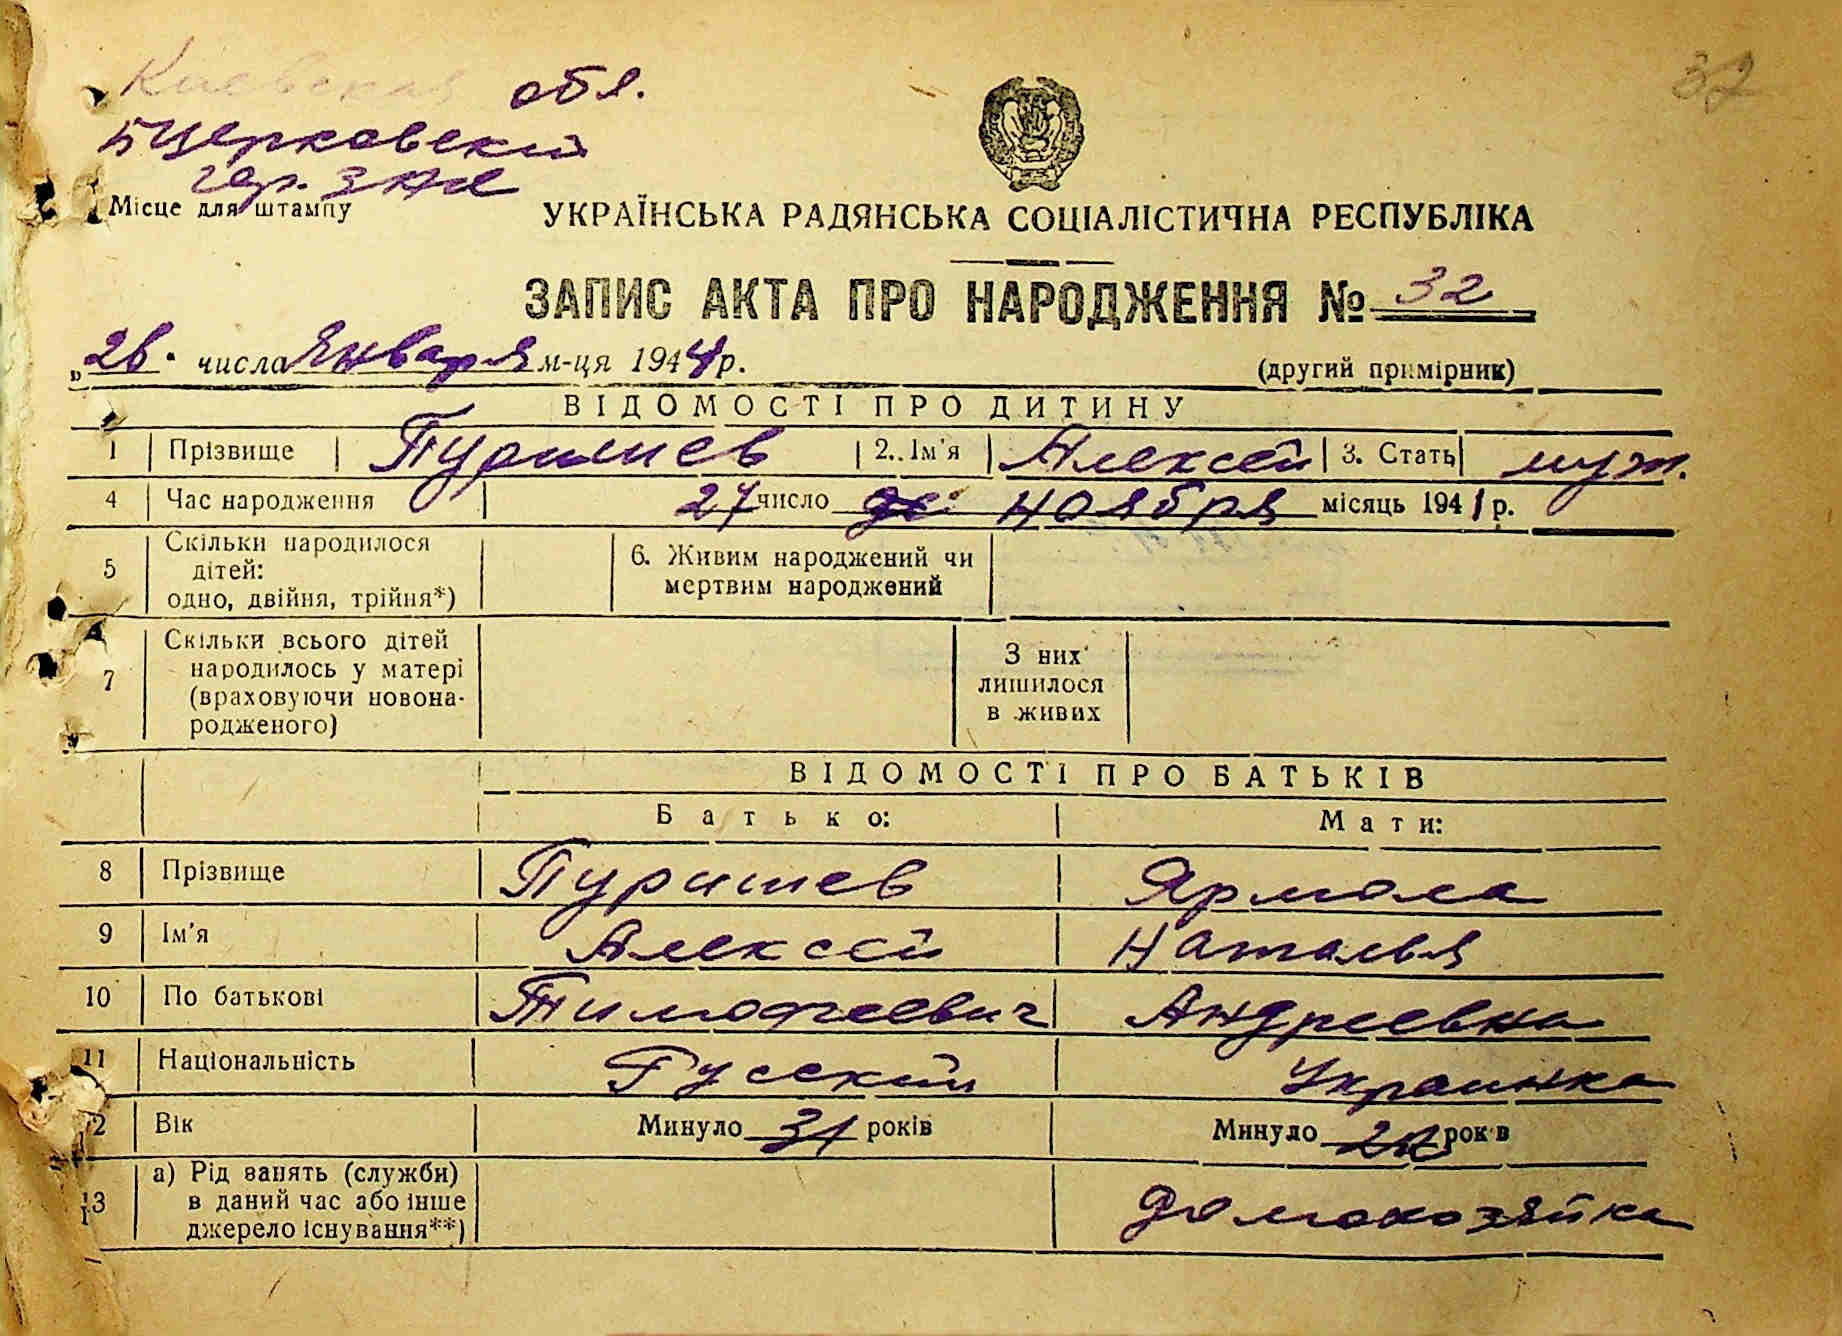 Киевская обл.
Бцерковский
гор. ЗАГС
32
Місце для штампу
УКРАЇНСЬКА РАДЯНСЬКА СОЦІАЛІСТИЧНА РЕСПУБЛІКА
ЗАПИС АКТА ПРО НАРОДЖЕННЯ № 32
„26" числа Января м-ця 1944 р.
(другий примірник)
ВІДОМОСТІ ПРО ДИТИНУ
1 Прізвище Пуришев 2. Ім'я Алексей 3. Стать муж.
4 Час народження 27 число ноября місяць 1941 р.
5 Скільки народилося дітей: одно, двійня, трійня*) 6. Живим народжений чи мертвим народжений
7 Скільки всього дітей народилось у матері (враховуючи новонародженого) З них лишилося в живих
ВІДОМОСТІ ПРО БАТЬКІВ
Батько: Мати:
8 Прізвище Пуришев Ярмола
9 Ім'я Алексей Наталья
10 По батькові Тимофеевич Андреевна
11 Національність Русский Украинка
12 Вік Минуло 31 років Минуло років
13 а) Рід занять (служби) в даний час або інше джерело існування**) домохозяйка